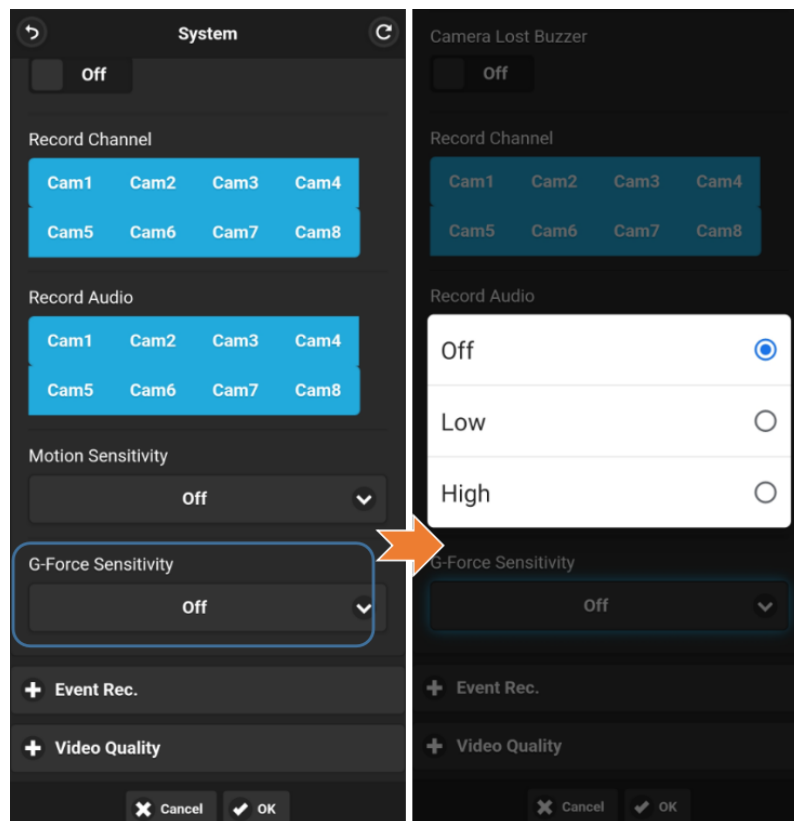 System
Off
Record Channel
Cam1 Cam2 Cam3 Cam4
Cam5 Cam6 Cam7 Cam8
Record Audio
Cam1 Cam2 Cam3 Cam4
Cam5 Cam6 Cam7 Cam8
Motion Sensitivity
Off
G-Force Sensitivity
Off
Event Rec.
Video Quality
Cancel OK
Camera Lost Buzzer
Off
Record Channel
Cam1 Cam2 Cam3 Cam4
Cam5 Cam6 Cam7 Cam8
Record Audio
Off
Low
High
G-Force Sensitivity
Off
Event Rec.
Video Quality
Cancel OK